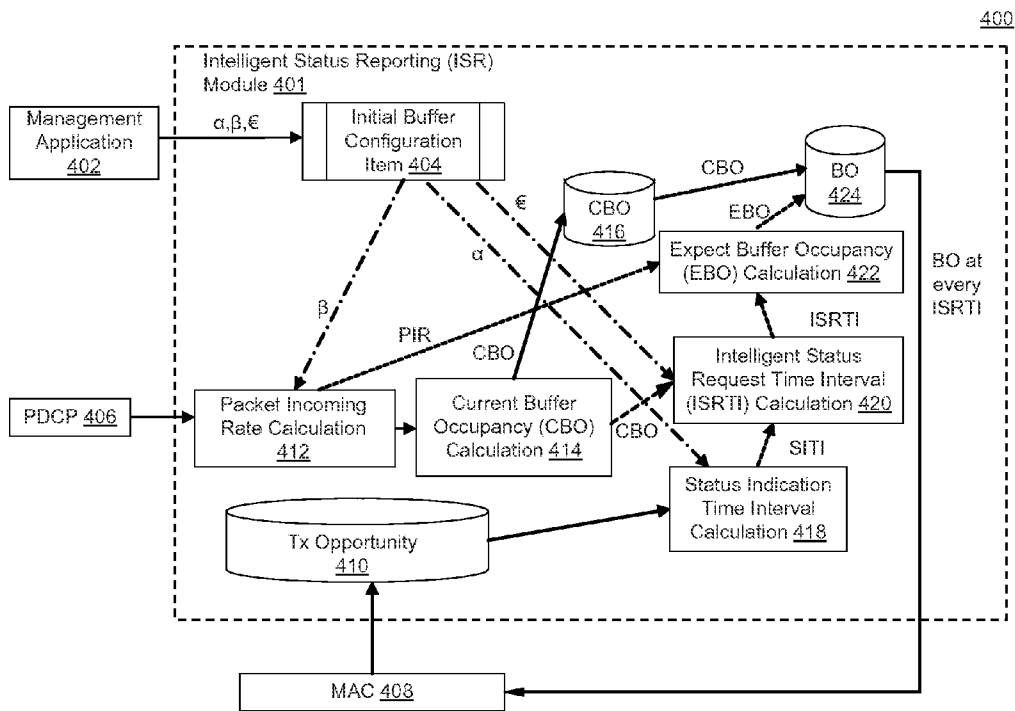 400
Intelligent Status Reporting (ISR)
Module 401
Management
Application
402
α,β,€
Initial Buffer
Configuration
Item 404
CBO
416
CBO
BO
424
EBO
€
α
β
Expect Buffer Occupancy
(EBO) Calculation 422
BO at
every
ISRTI
PIR
CBO
ISRTI
Intelligent Status
Request Time Interval
(ISRTI) Calculation 420
PDCP 406
Packet Incoming
Rate Calculation
412
Current Buffer
Occupancy (CBO)
Calculation 414
CBO
SITI
Status Indication
Time Interval
Calculation 418
Tx Opportunity
410
MAC 408